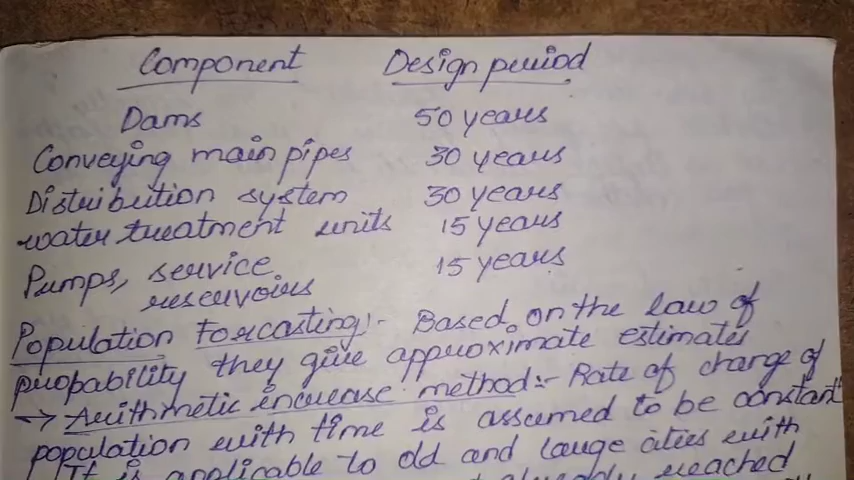 Component Design period
Dams 50 years
Conveying main pipes 30 years
Distribution system 30 years
water treatment units 15 years
Pumps, service 15 years
reservoirs
Population Forcasting:- Based on the law of
probability they give approximate estimates
→ Arithmetic increase method:- Rate of change of
population with time is assumed to be constant
It is applicable to old and large cities with
already reached